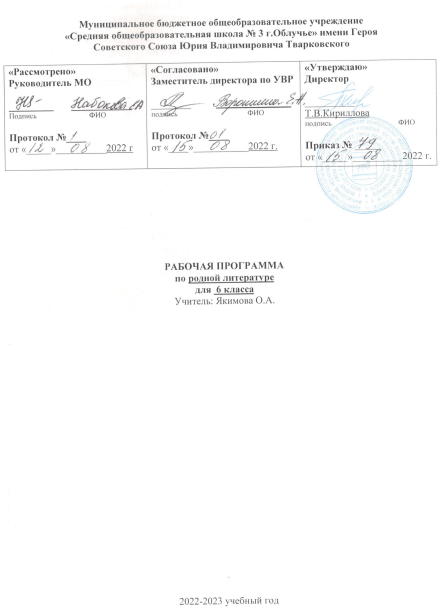 Муниципальное бюджетное общеобразовательное учреждение
«Средняя общеобразовательная школа № 3 г.Облучье» имени Героя
Советского Союза Юрия Владимировича Тварковского
«Рассмотрено»
Руководитель МО
Набокова
Подпись ФИО
Протокол № 1
от « 12 » 08 2022 г
«Согласовано»
Заместитель директора по УВР
Воронина Е.А.
подпись ФИО
Протокол № 01
от « 15 » 08 2022 г.
«Утверждаю»
Директор
Т.В.Кириллова
подпись ФИО
Приказ № 79
от « 15 » 08 2022 г.
РАБОЧАЯ ПРОГРАММА
по родной литературе
для 6 класса
Учитель: Якимова О.А.
2022-2023 учебный год